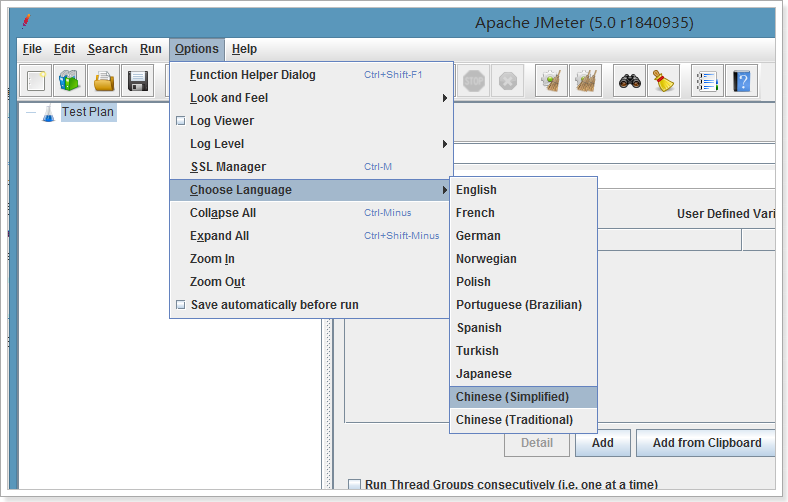 Apache JMeter (5.0 r1840935)
File Edit Search Run Options Help
Function Helper Dialog Ctrl+Shift-F1
Look and Feel
Log Viewer
Log Level
SSL Manager Ctrl-M
Choose Language
Collapse All Ctrl-Minus
Expand All Ctrl+Shift-Minus
Zoom In
Zoom Out
Save automatically before run
English
French
German
Norwegian
Polish
Portuguese (Brazilian)
Spanish
Turkish
Japanese
Chinese (Simplified)
Chinese (Traditional)
STOP
Test Plan
User Defined Vari
Detail Add Add from Clipboard
Run Thread Groups consecutively (i.e. one at a time)